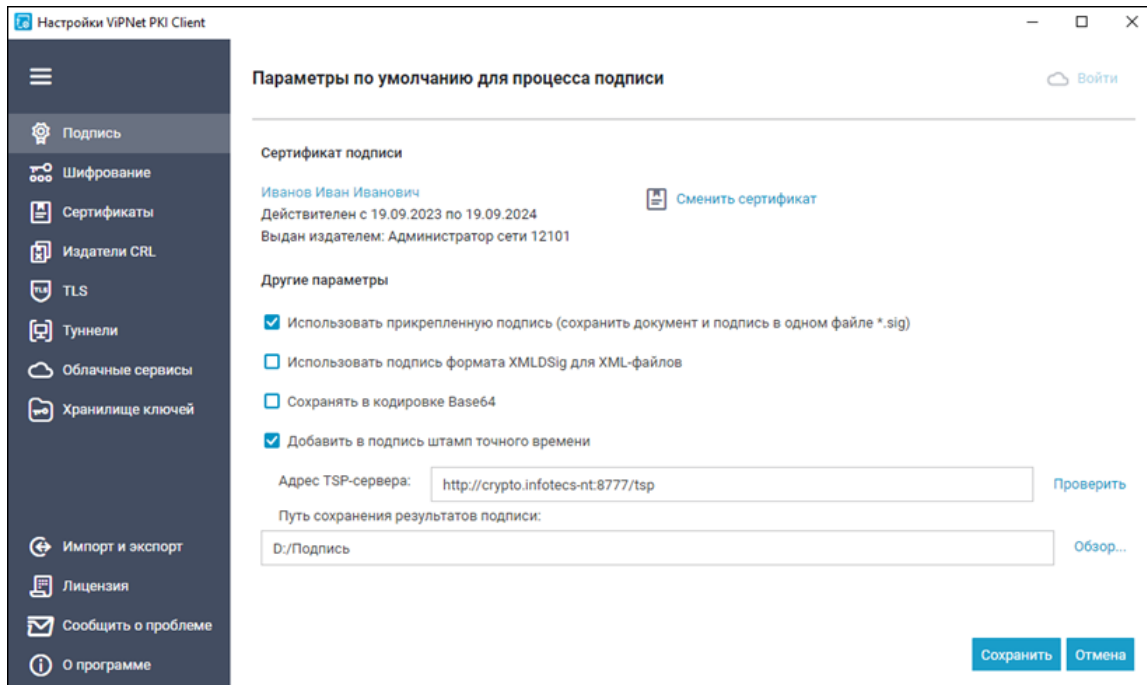 Настройки ViPNet PKI Client
Параметры по умолчанию для процесса подписи
Войти
Подпись
Шифрование
Сертификаты
Издатели CRL
TLS
Туннели
Облачные сервисы
Хранилище ключей
Импорт и экспорт
Лицензия
Сообщить о проблеме
О программе
Сертификат подписи
Иванов Иван Иванович
Действителен с 19.09.2023 по 19.09.2024
Выдан издателем: Администратор сети 12101
Сменить сертификат
Другие параметры
Использовать прикрепленную подпись (сохранить документ и подпись в одном файле *.sig)
Использовать подпись формата XMLDSig для XML-файлов
Сохранять в кодировке Base64
Добавить в подпись штамп точного времени
Адрес TSP-сервера:
http://crypto.infotecs-nt:8777/tsp
Проверить
Путь сохранения результатов подписи:
D:/Подпись
Обзор...
Сохранить
Отмена